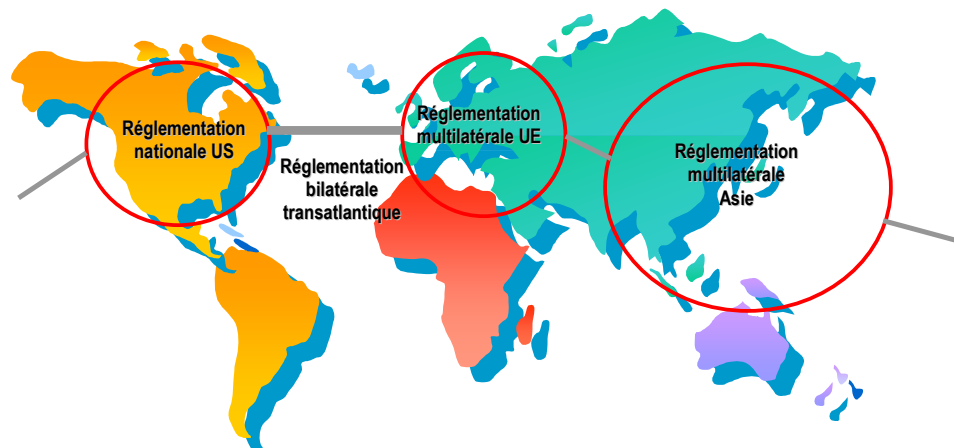 Réglementation
nationale US
Réglementation
bilatérale
transatlantique
Réglementation
multilatérale UE
Réglementation
multilatérale
Asie